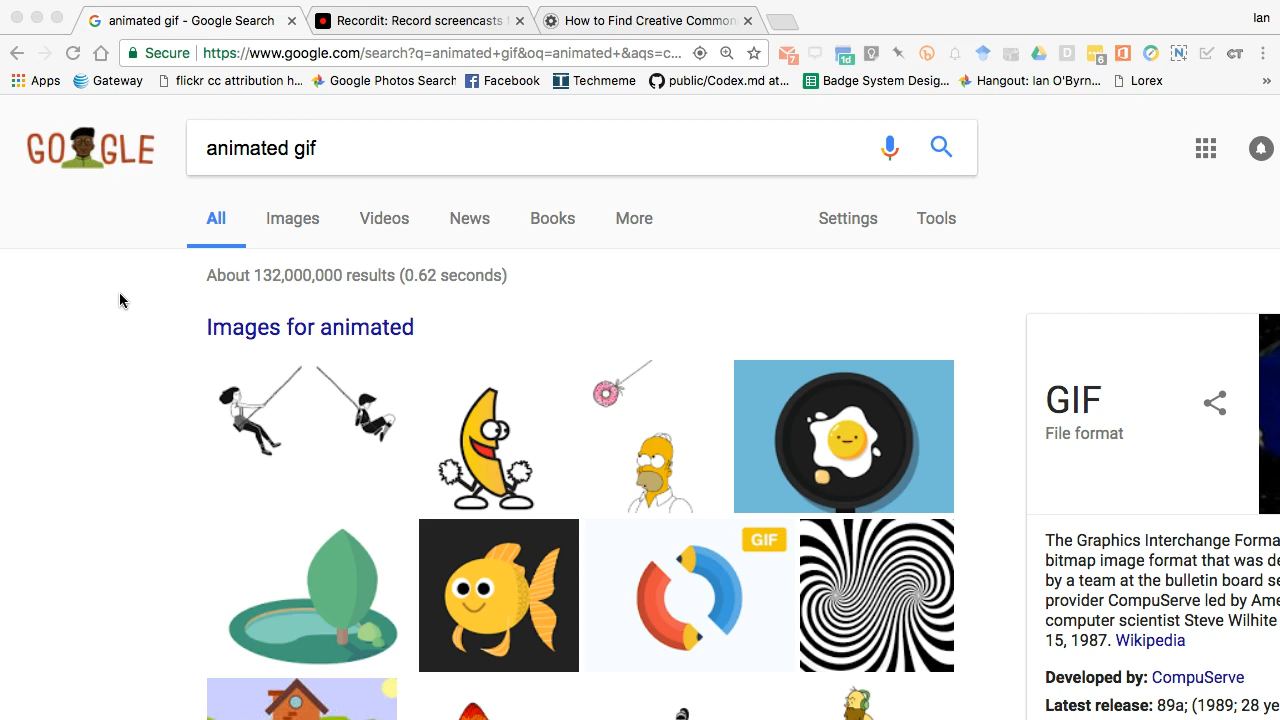 animated gif - Google Search
Recordit: Record screencasts
How to Find Creative Common
Ian
Secure
https://www.google.com/search?q=animated+gif&oq=animated+&aqs=c...
7
1d
D
6
N
Apps
Gateway
flickr cc attribution h...
Google Photos Search
Facebook
Techmeme
public/Codex.md at...
Badge System Desig...
Hangout: Ian O'Byrn...
Lorex
»
GOOGLE
animated gif
All
Images
Videos
News
Books
More
Settings
Tools
About 132,000,000 results (0.62 seconds)
Images for animated
GIF
GIF
File format
The Graphics Interchange Forma
bitmap image format that was de
by a team at the bulletin board se
provider CompuServe led by Ame
computer scientist Steve Wilhite
15, 1987. Wikipedia
Developed by: CompuServe
Latest release: 89a; (1989; 28 ye